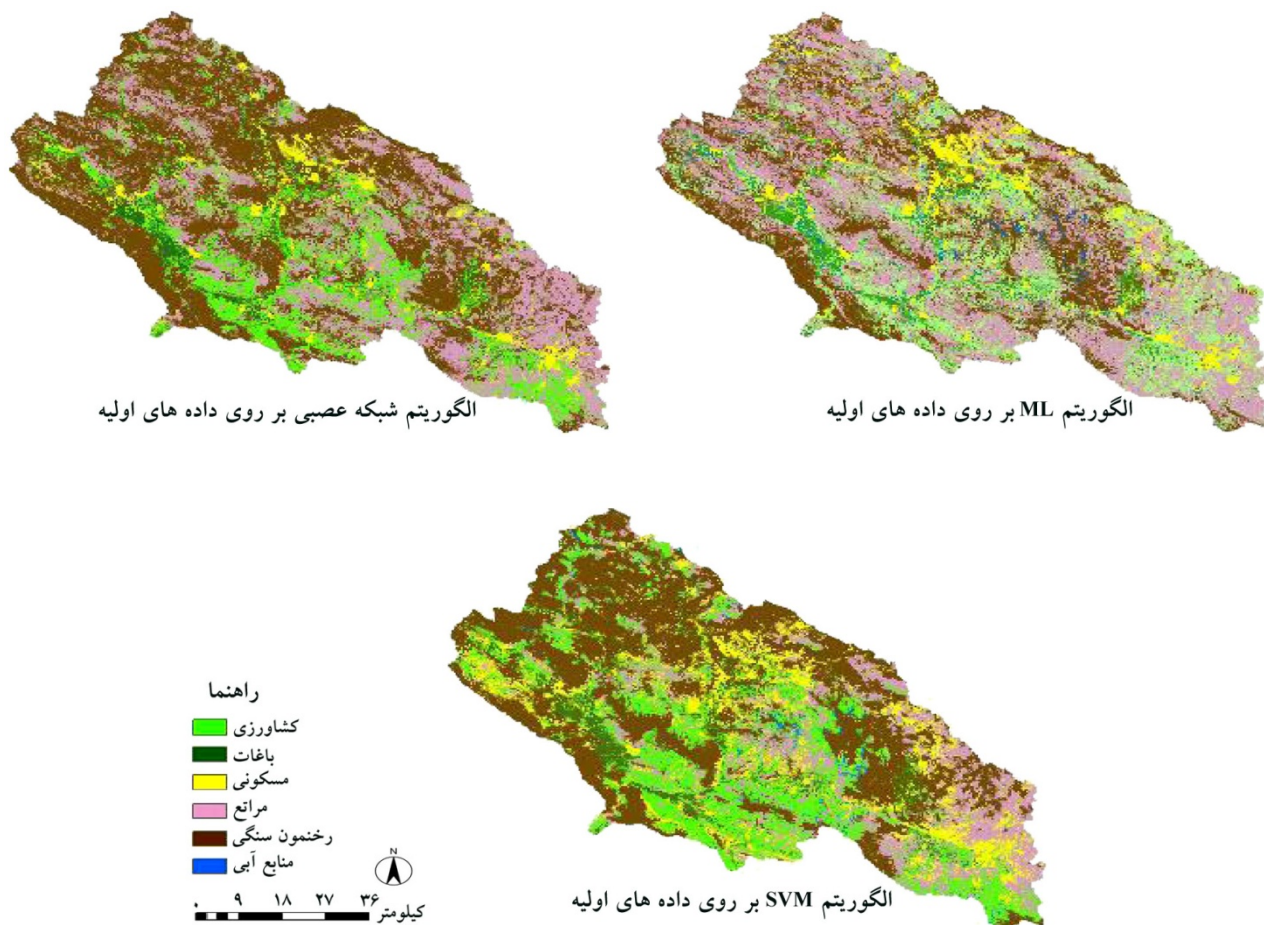 الگوریتم شبکه عصبی بر روی داده های اولیه
الگوریتم ML بر روی داده های اولیه
راهنما
کشاورزی
باغات
مسکونی
مراتع
رخنمون سنگی
منابع آبی
N
۰ ۹ ۱۸ ۲۷ ۳۶
کیلومتر
الگوریتم SVM بر روی داده های اولیه